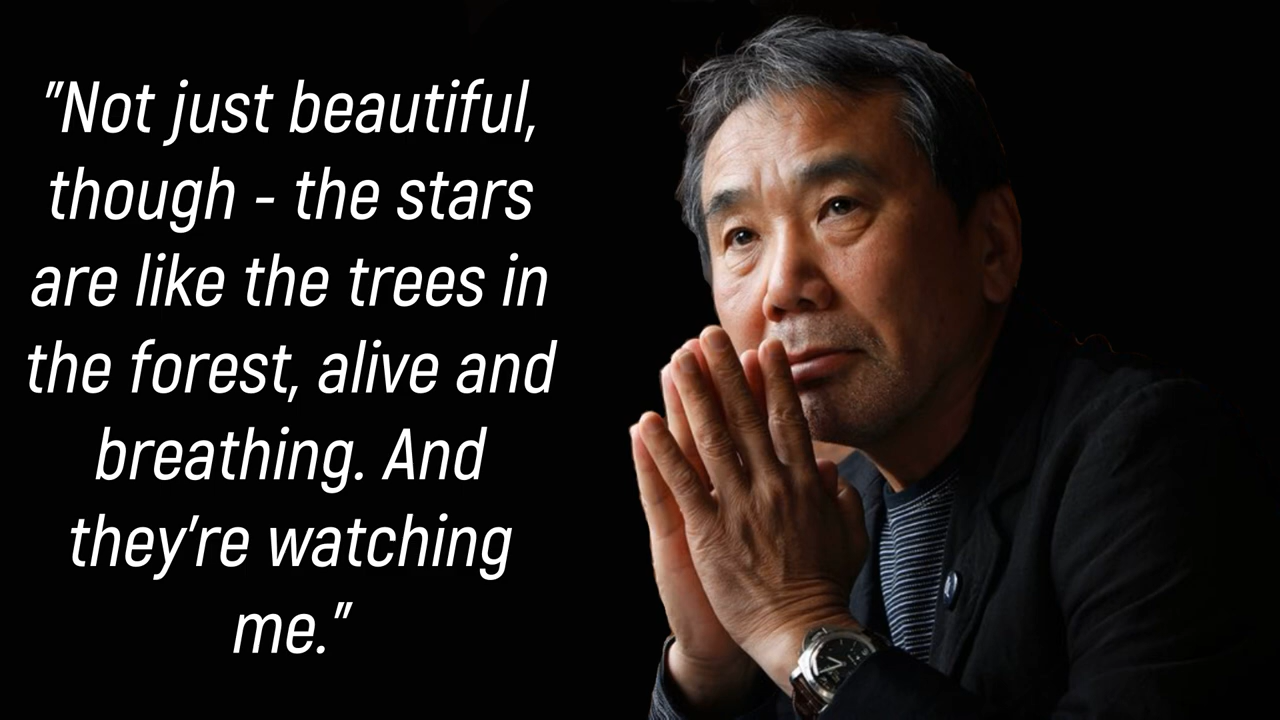 "Not just beautiful,
though - the stars
are like the trees in
the forest, alive and
breathing. And
they're watching
me."